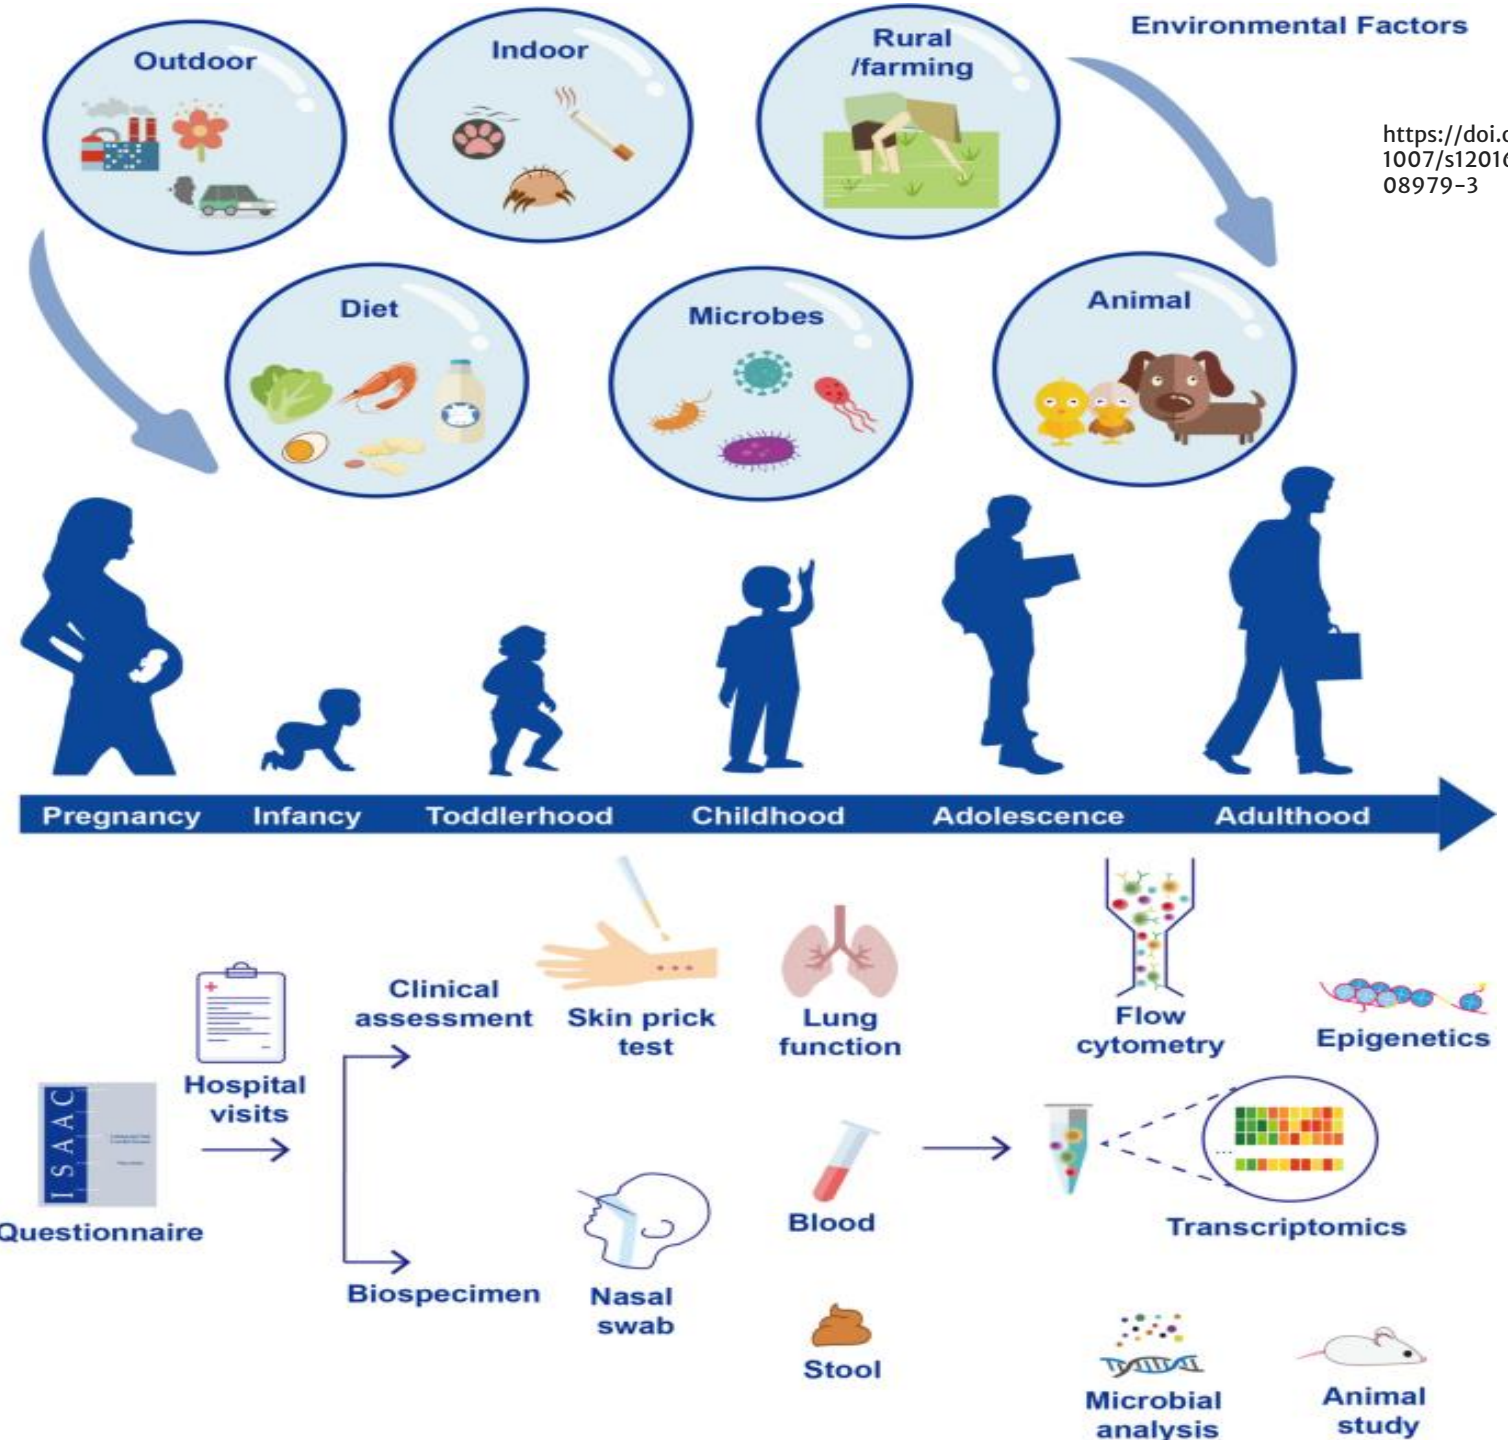 Environmental Factors
Outdoor
Indoor
Rural
/farming
https://doi.o
1007/s12016
08979-3
Diet
Microbes
Animal
Pregnancy
Infancy
Toddlerhood
Childhood
Adolescence
Adulthood
Clinical
assessment
Skin prick
test
Lung
function
Flow
cytometry
Epigenetics
Hospital
visits
ISAAC
Questionnaire
Blood
Transcriptomics
...
Biospecimen
Nasal
swab
Stool
Microbial
analysis
Animal
study